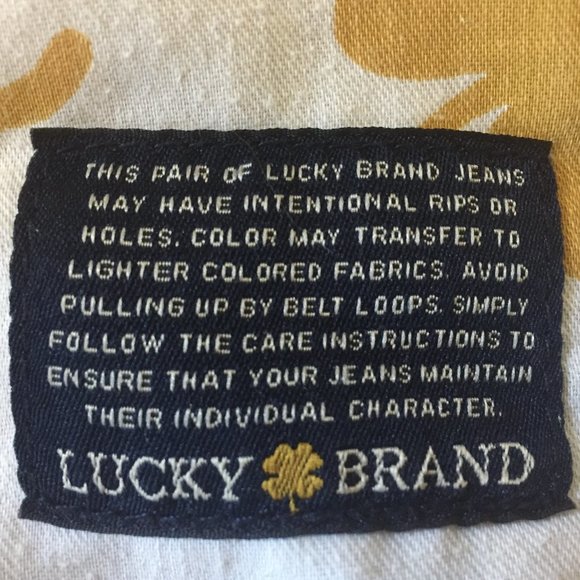 THIS PAIR OF LUCKY BRAND JEANS
MAY HAVE INTENTIONAL RIPS OR
HOLES. COLOR MAY TRANSFER TO
LIGHTER COLORED FABRICS. AVOID
PULLING UP BY BELT LOOPS. SIMPLY
FOLLOW THE CARE INSTRUCTIONS TO
ENSURE THAT YOUR JEANS MAINTAIN
THEIR INDIVIDUAL CHARACTER.
LUCKY BRAND